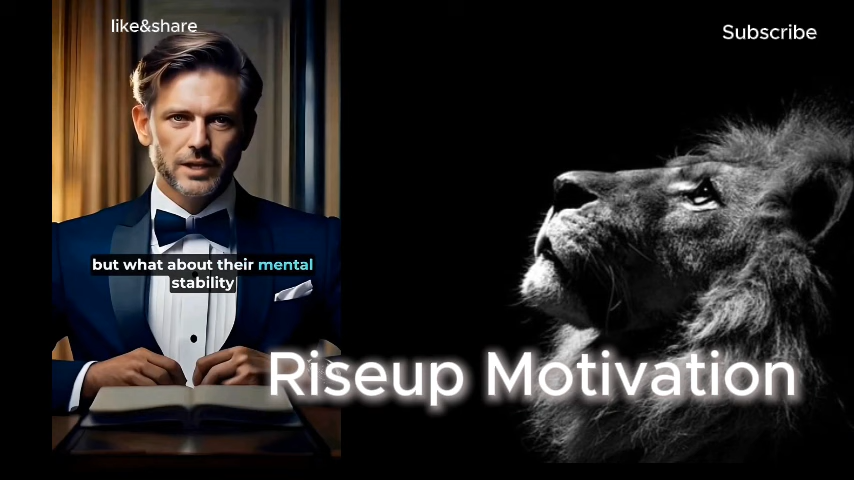 like&share
Subscribe
but what about their mental
stability
Riseup Motivation